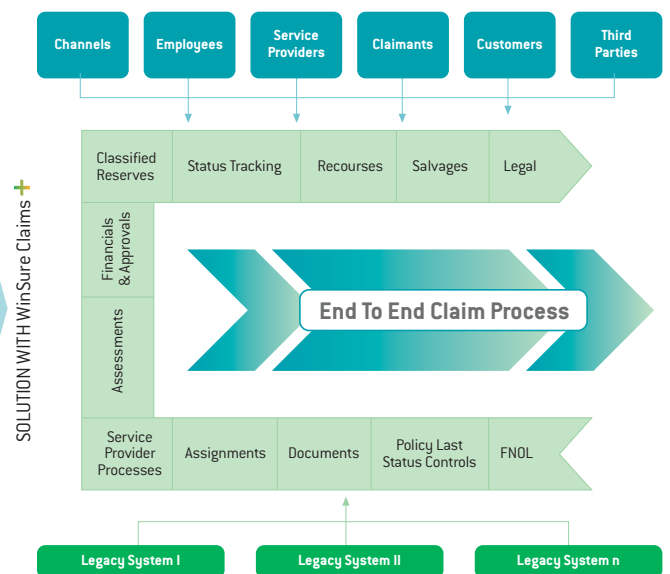 Channels
Employees
Service
Providers
Claimants
Customers
Third
Parties
SOLUTION WITH WinSure Claims +
Classified
Reserves
Status Tracking
Recourses
Salvages
Legal
Financials
& Approvals
Assessments
End To End Claim Process
Service
Provider
Processes
Assignments
Documents
Policy Last
Status Controls
FNOL
Legacy System I
Legacy System II
Legacy System n